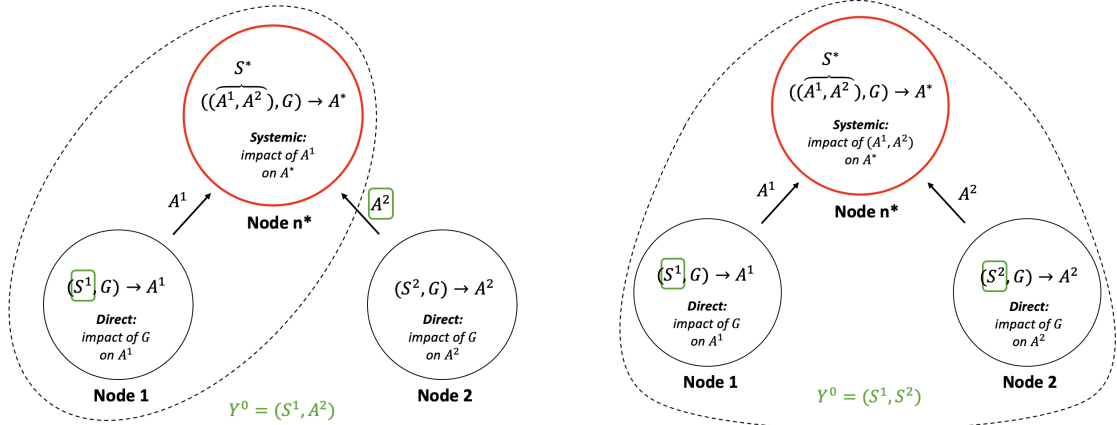 S*
((A¹, A²), G) → A*
Systemic:
impact of A¹
on A*
A¹
A²
Node n*
(S¹, G) → A¹
Direct:
impact of G
on A¹
Node 1
(S², G) → A²
Direct:
impact of G
on A²
Node 2
Y⁰ = (S¹, A²)
S*
((A¹, A²), G) → A*
Systemic:
impact of (A¹, A²)
on A*
A¹
A²
Node n*
(S¹, G) → A¹
Direct:
impact of G
on A¹
Node 1
(S², G) → A²
Direct:
impact of G
on A²
Node 2
Y⁰ = (S¹, S²)